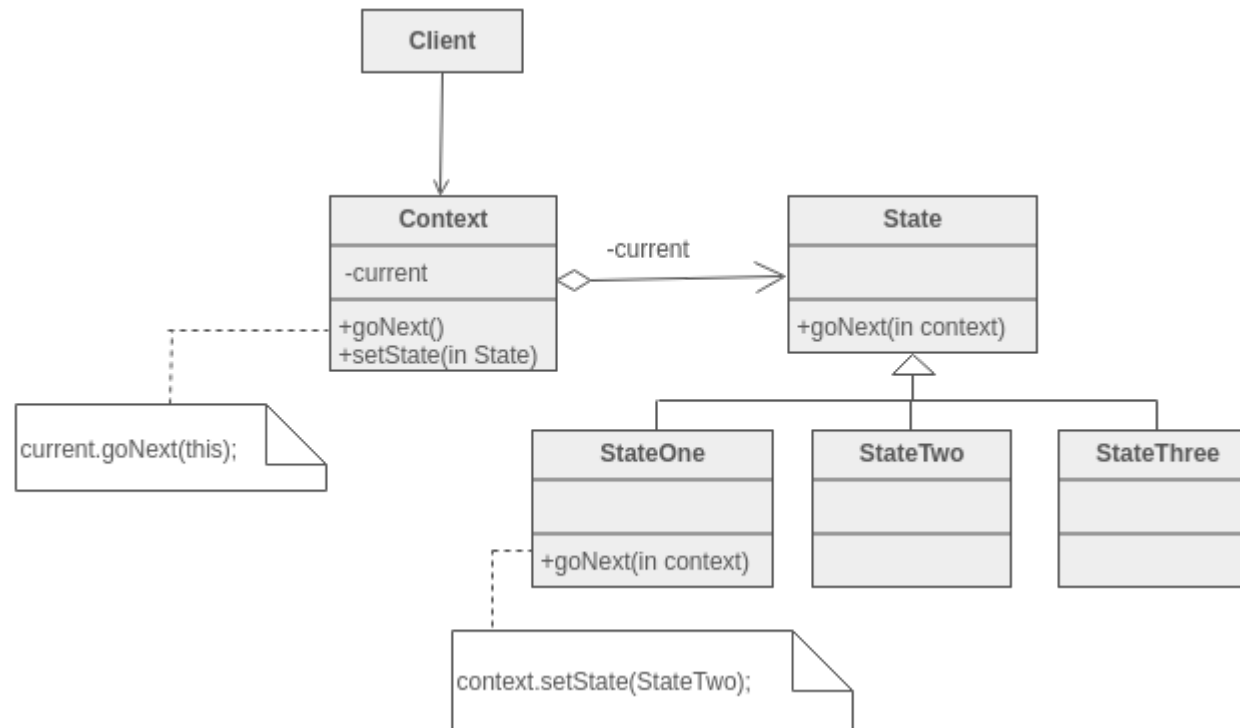 Client
Context
-current
+goNext()
+setState(in State)
-current
State
+goNext(in context)
current.goNext(this);
StateOne
+goNext(in context)
StateTwo
StateThree
context.setState(StateTwo);